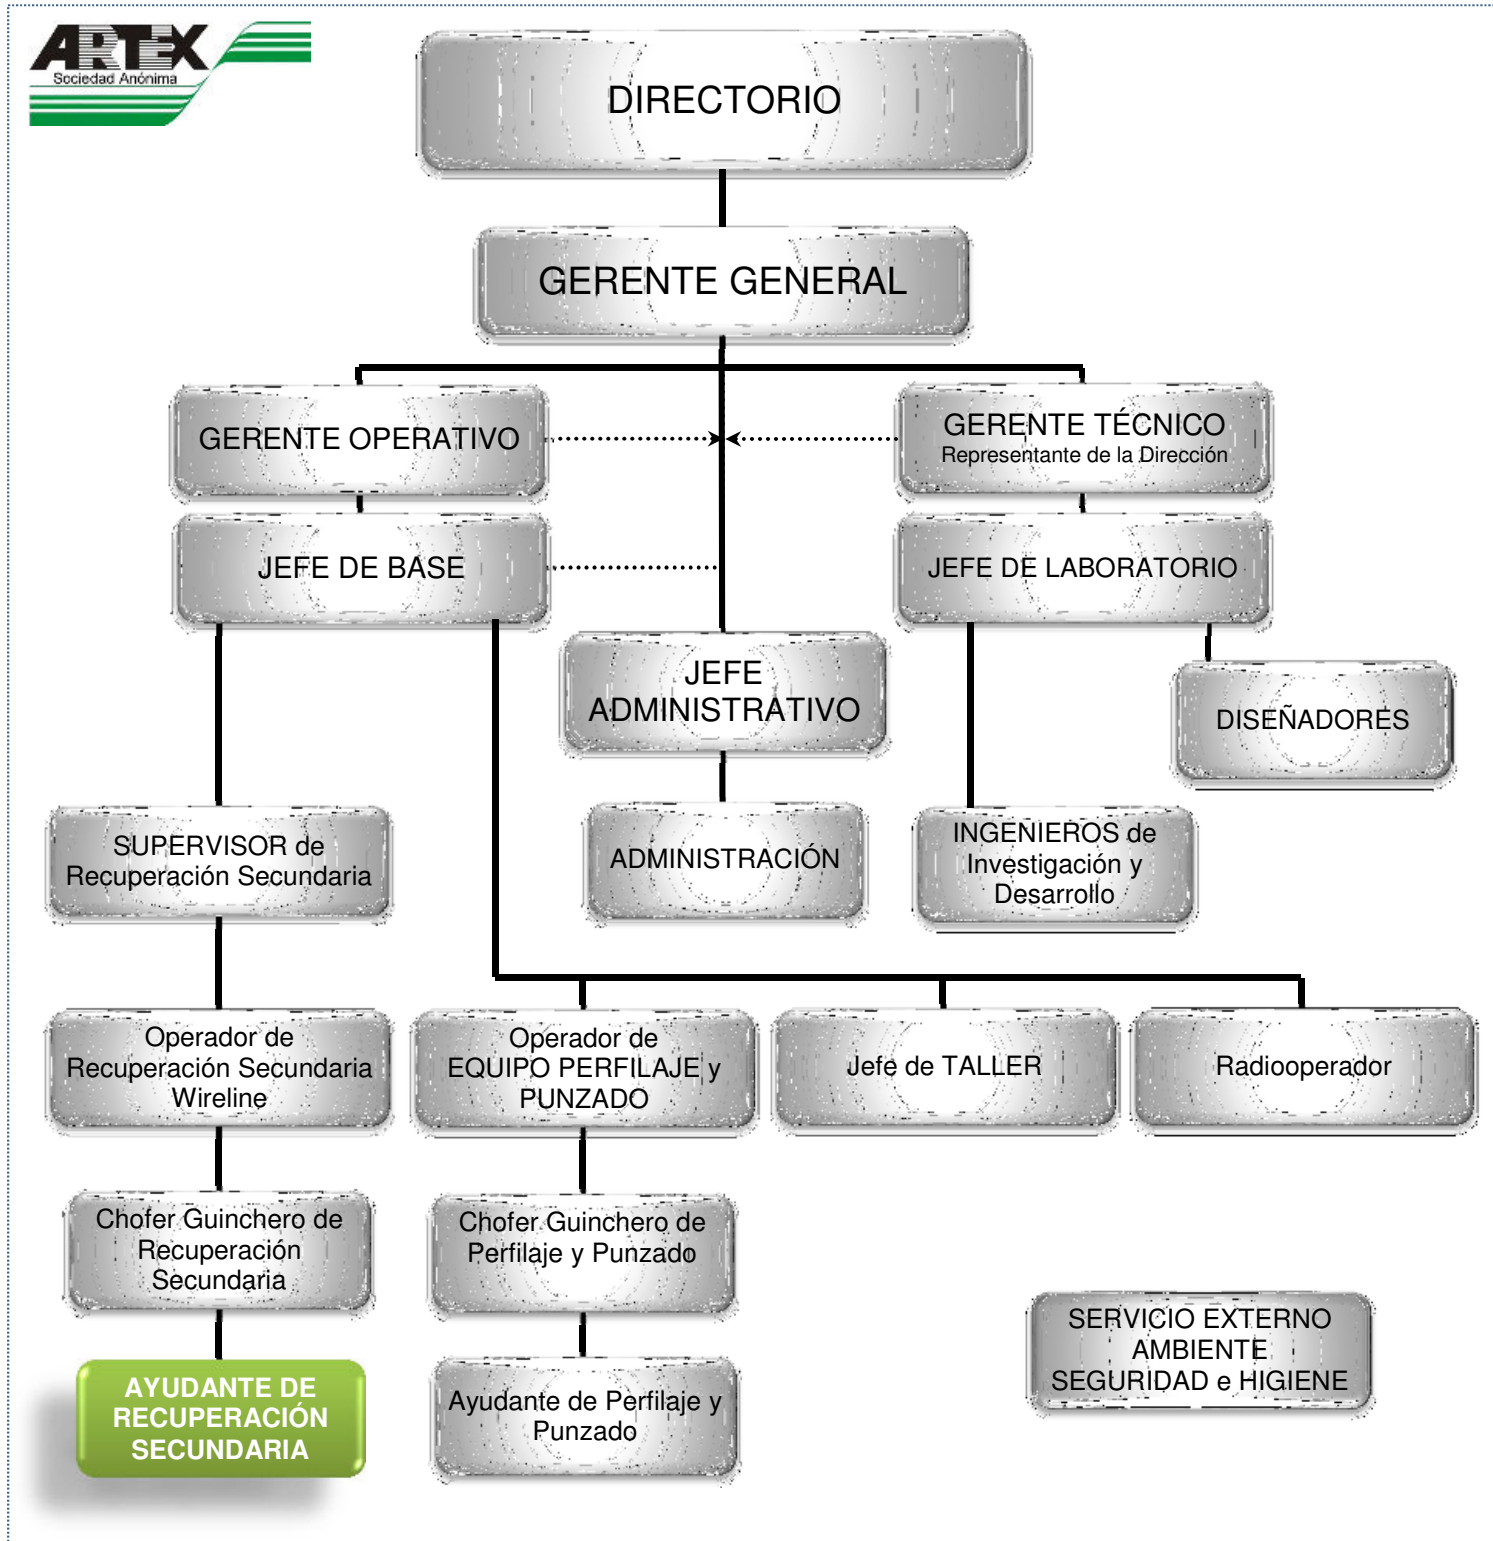 ARTEX
Sociedad Anónima
DIRECTORIO
GERENTE GENERAL
GERENTE OPERATIVO
GERENTE TÉCNICO
Representante de la Dirección
JEFE DE BASE
JEFE DE LABORATORIO
JEFE
ADMINISTRATIVO
DISEÑADORES
SUPERVISOR de
Recuperación Secundaria
ADMINISTRACIÓN
INGENIEROS de
Investigación y
Desarrollo
Operador de
Recuperación Secundaria
Wireline
Operador de
EQUIPO PERFILAJE y
PUNZADO
Jefe de TALLER
Radiooperador
Chofer Guinchero de
Recuperación
Secundaria
Chofer Guinchero de
Perfilaje y Punzado
SERVICIO EXTERNO
AMBIENTE
SEGURIDAD e HIGIENE
AYUDANTE DE
RECUPERACIÓN
SECUNDARIA
Ayudante de Perfilaje y
Punzado